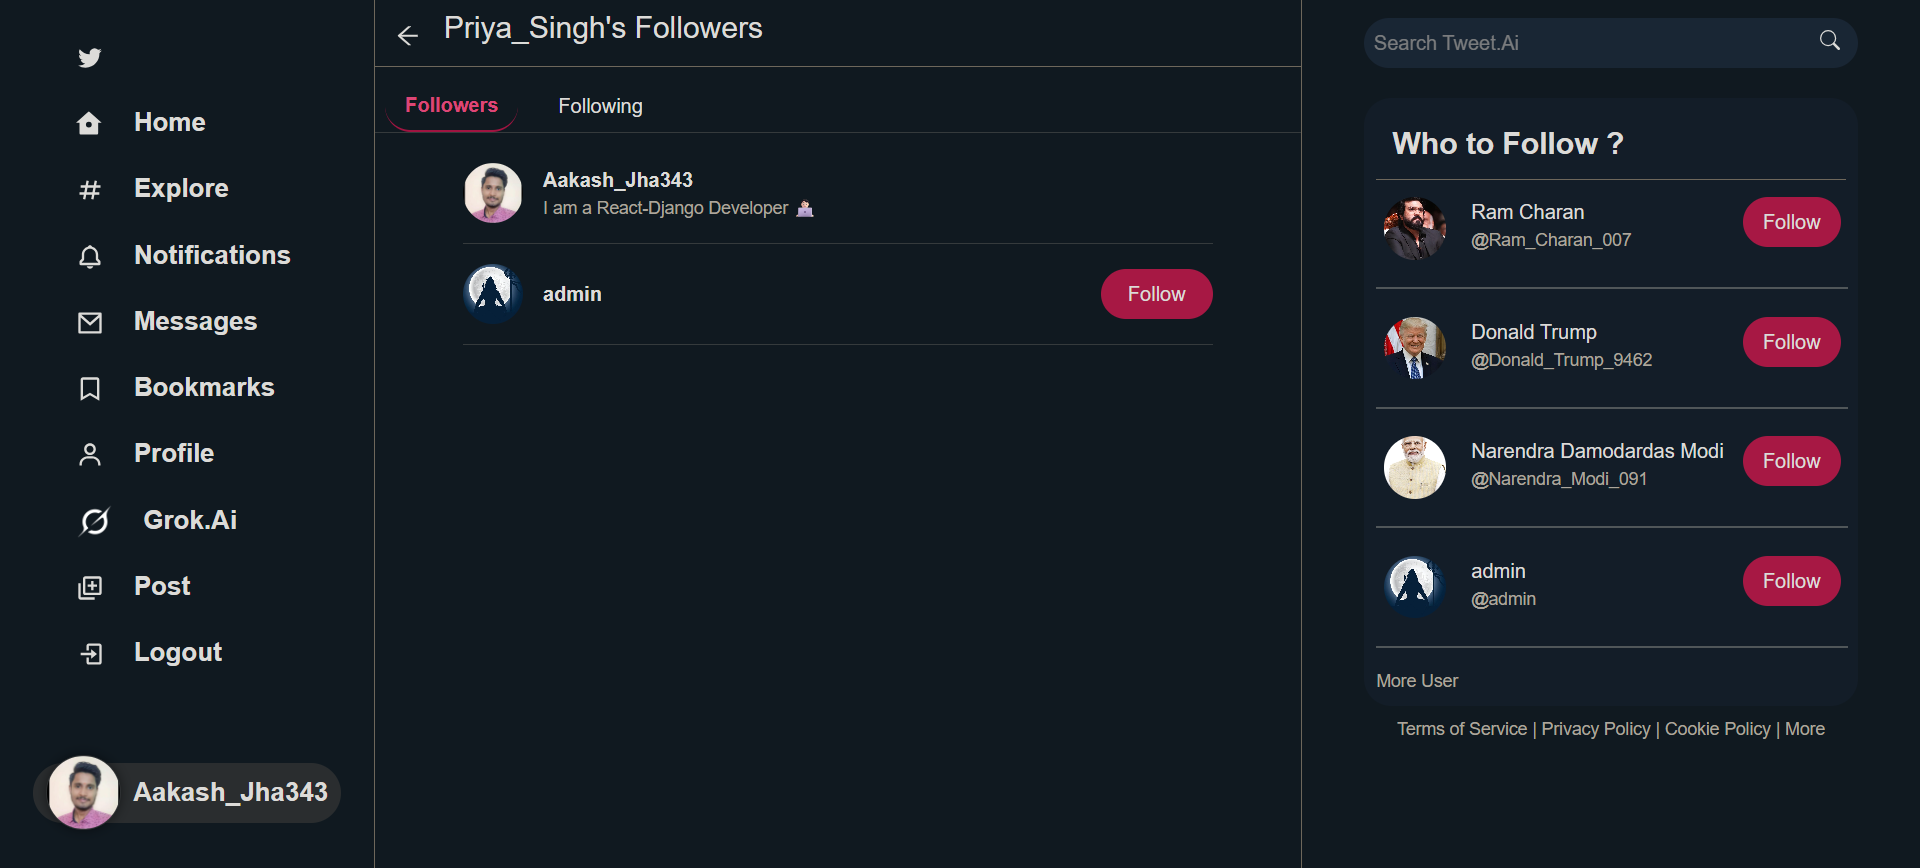 Home
Explore
Notifications
Messages
Bookmarks
Profile
Grok.Ai
Post
Logout
Aakash_Jha343
Priya_Singh's Followers
Followers Following
Aakash_Jha343
I am a React-Django Developer 👩🏻‍💻
admin Follow
Search Tweet.Ai
Who to Follow ?
Ram Charan
@Ram_Charan_007
Follow
Donald Trump
@Donald_Trump_9462
Follow
Narendra Damodardas Modi
@Narendra_Modi_091
Follow
admin
@admin
Follow
More User
Terms of Service | Privacy Policy | Cookie Policy | More